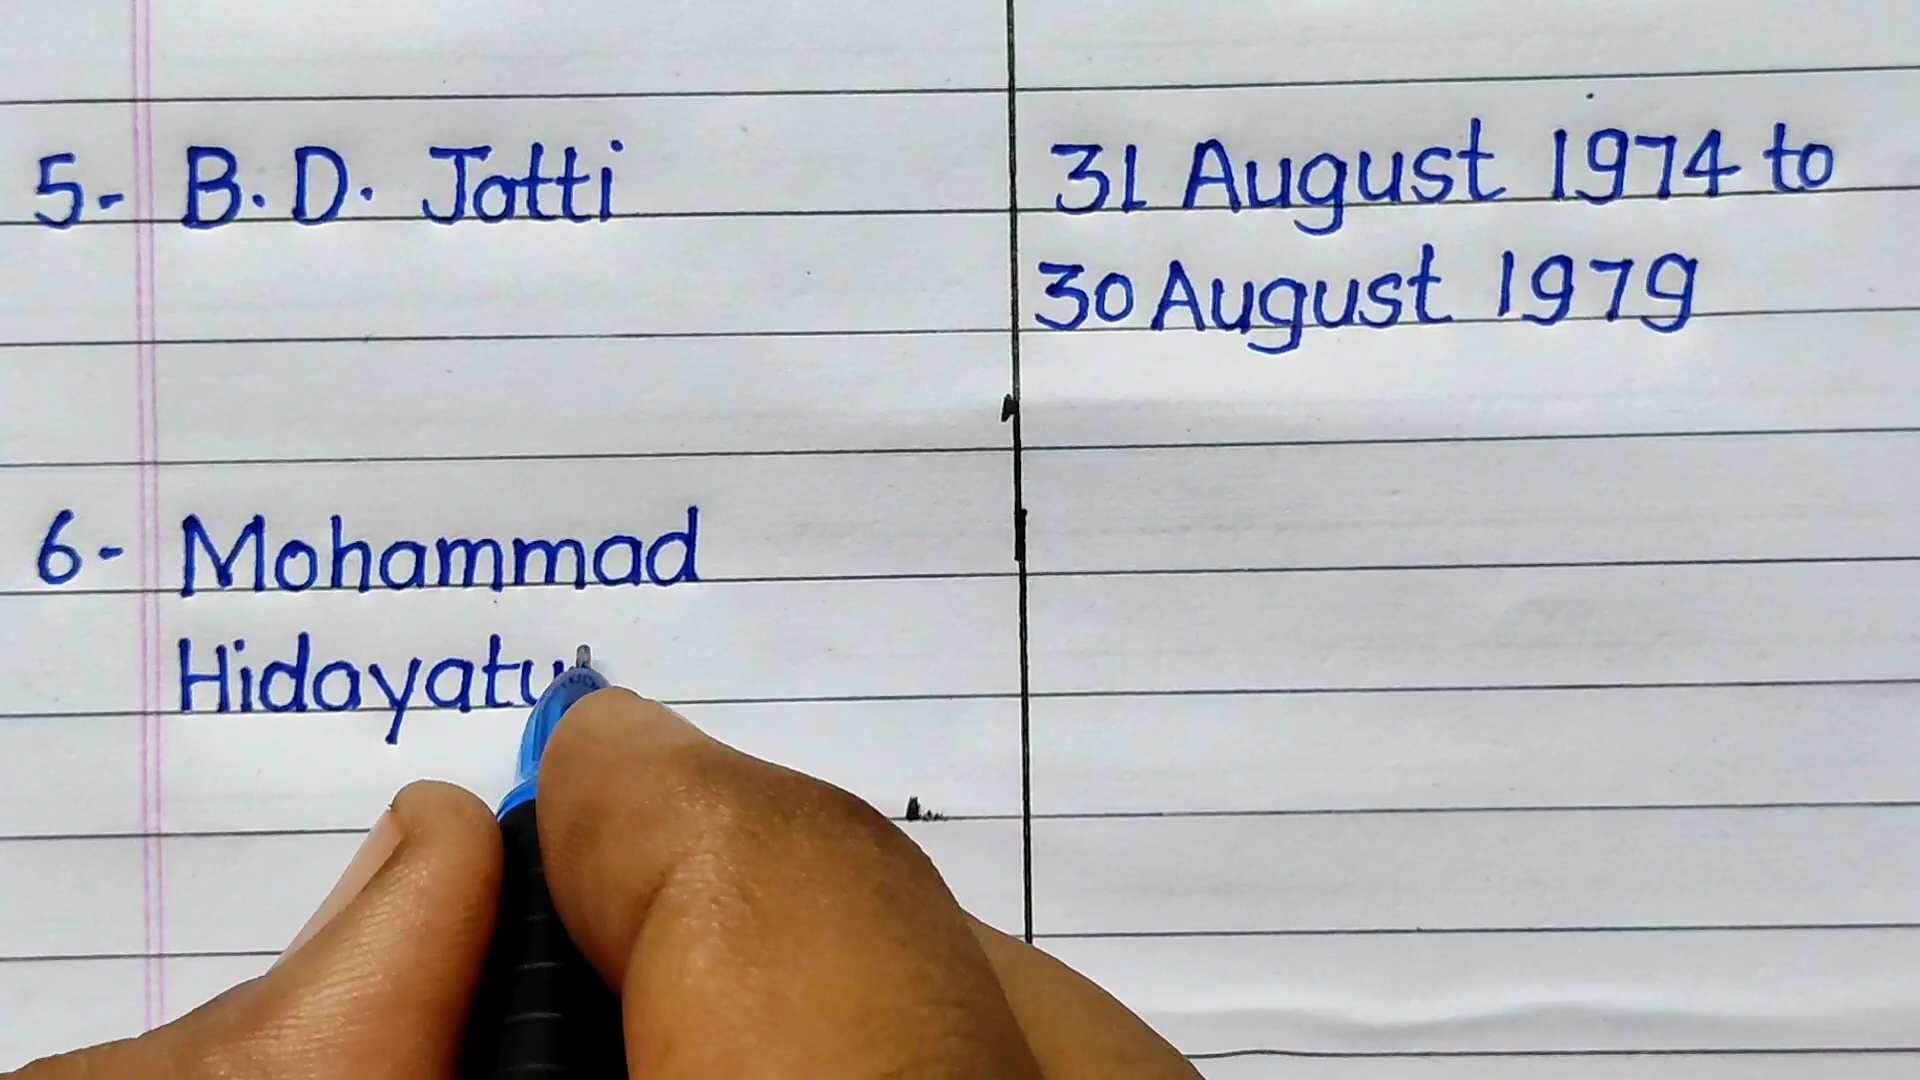 5- B. D. Jatti
31 August 1974 to
30 August 1979
6- Mohammad
Hidayatu